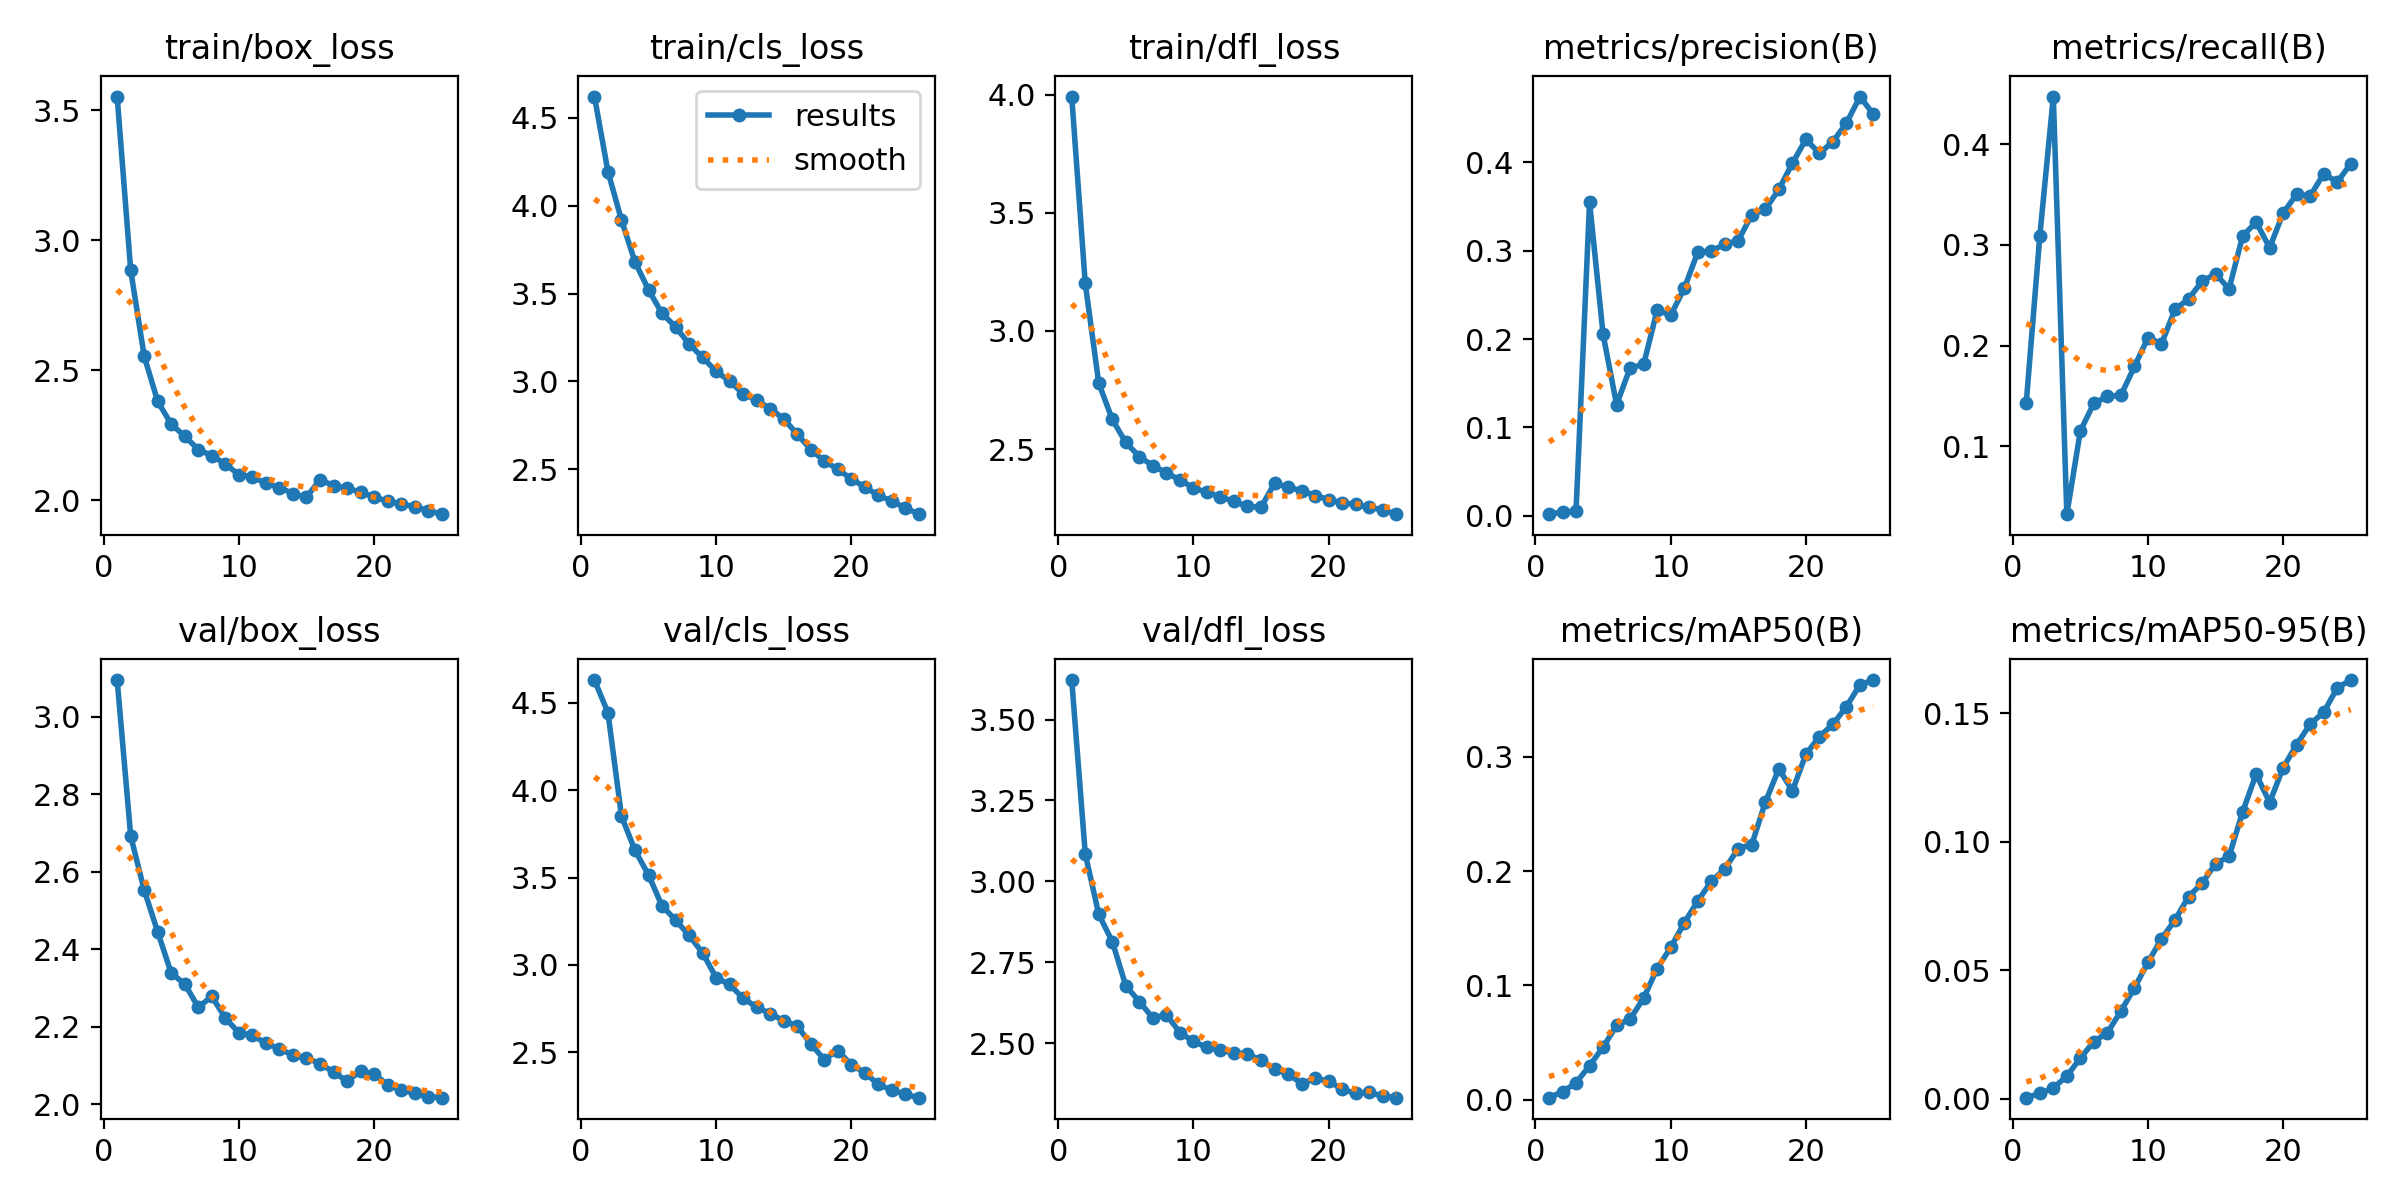 train/box_loss
3.5
3.0
2.5
2.0
0 10 20
train/cls_loss
results
smooth
4.5
4.0
3.5
3.0
2.5
0 10 20
train/dfl_loss
4.0
3.5
3.0
2.5
0 10 20
metrics/precision(B)
0.4
0.3
0.2
0.1
0.0
0 10 20
metrics/recall(B)
0.4
0.3
0.2
0.1
0 10 20
val/box_loss
3.0
2.8
2.6
2.4
2.2
2.0
0 10 20
val/cls_loss
4.5
4.0
3.5
3.0
2.5
0 10 20
val/dfl_loss
3.50
3.25
3.00
2.75
2.50
0 10 20
metrics/mAP50(B)
0.3
0.2
0.1
0.0
0 10 20
metrics/mAP50-95(B)
0.15
0.10
0.05
0.00
0 10 20